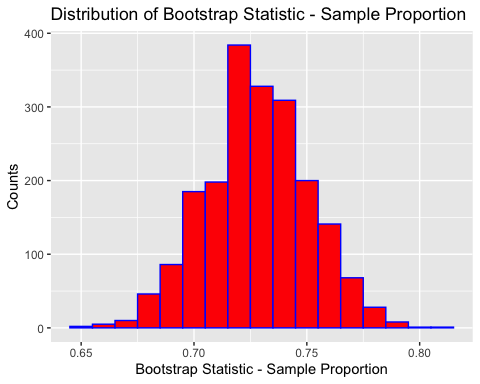 Distribution of Bootstrap Statistic - Sample Proportion
400
300
200
100
0
Counts
0.65 0.70 0.75 0.80
Bootstrap Statistic - Sample Proportion